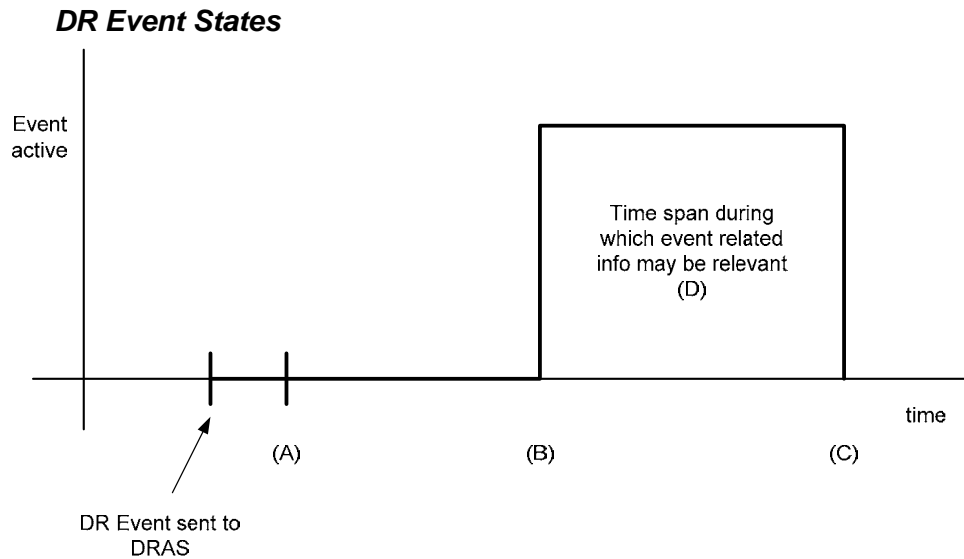 DR Event States
Event
active
Time span during
which event related
info may be relevant
(D)
time
(A)
(B)
(C)
DR Event sent to
DRAS